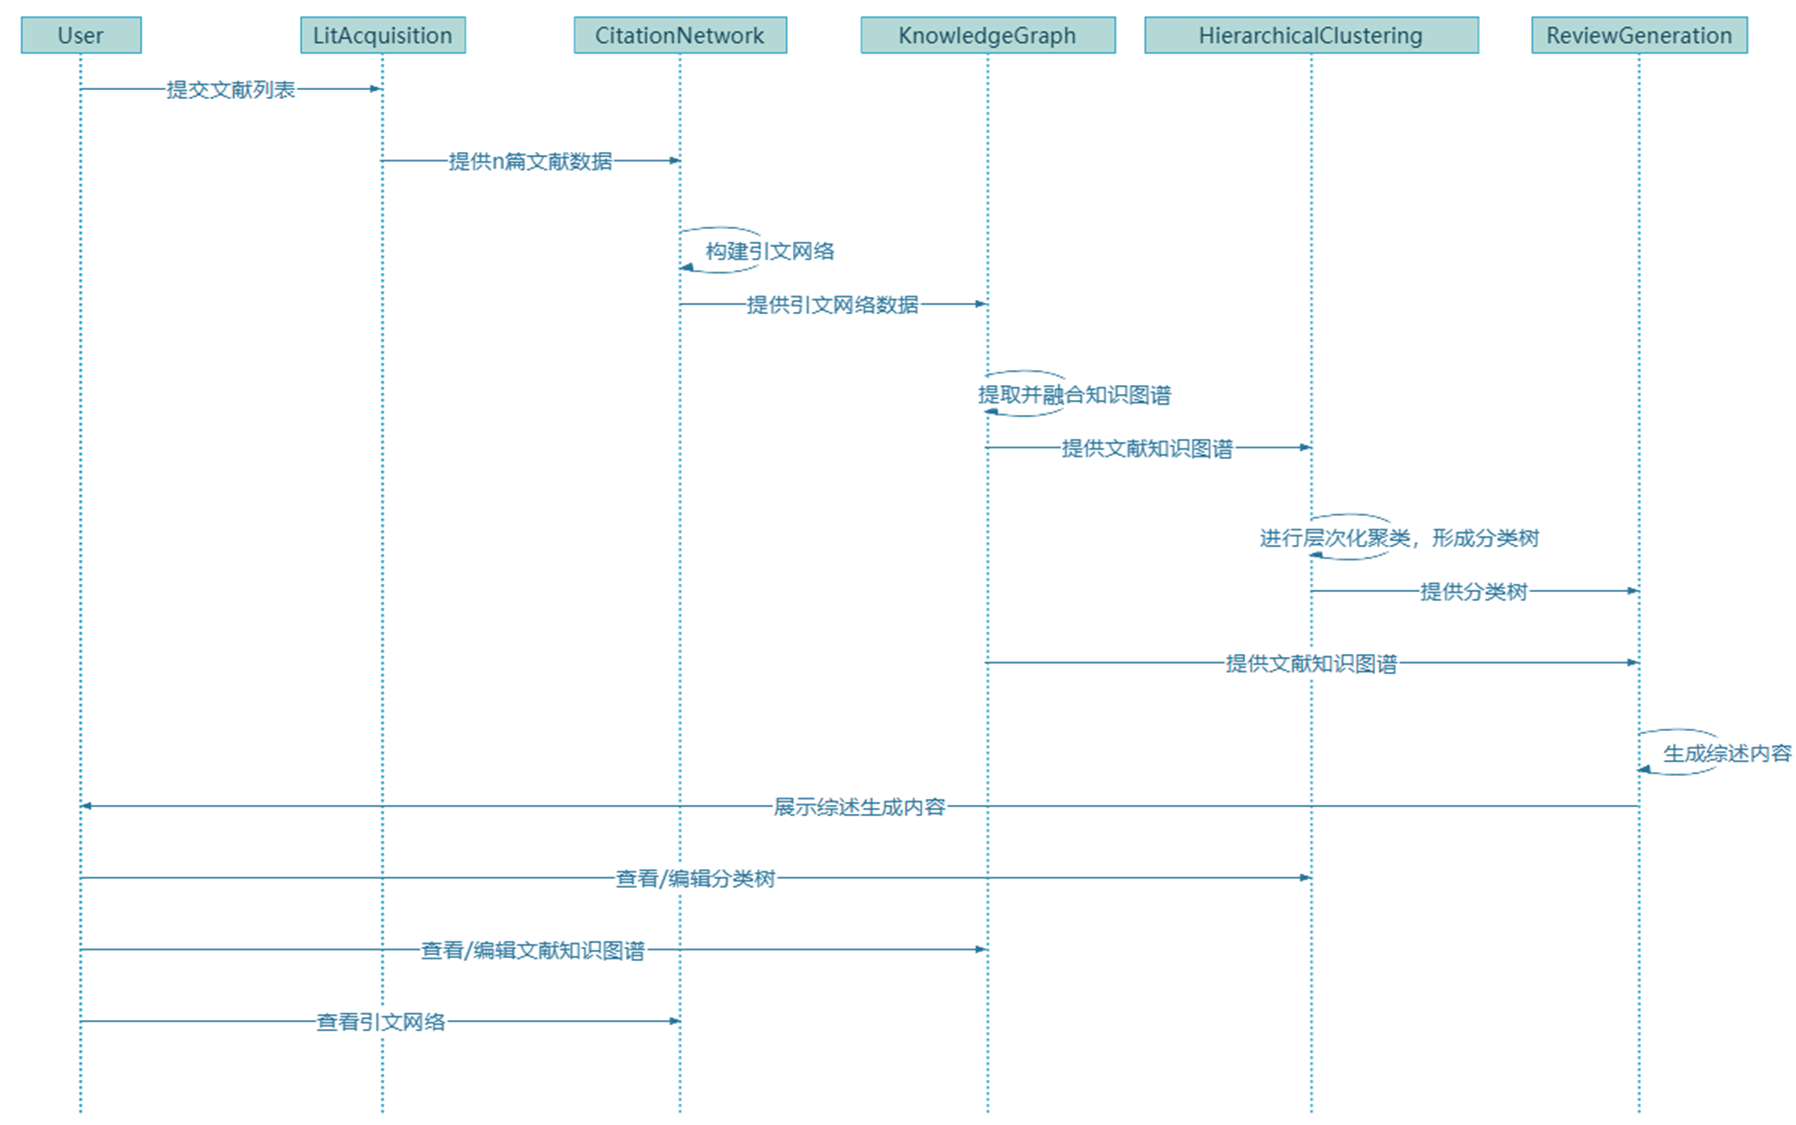 User
LitAcquisition
CitationNetwork
KnowledgeGraph
HierarchicalClustering
ReviewGeneration
提交文献列表
提供n篇文献数据
构建引文网络
提供引文网络数据
提取并融合知识图谱
提供文献知识图谱
进行层次化聚类，形成分类树
提供分类树
提供文献知识图谱
生成综述内容
展示综述生成内容
查看/编辑分类树
查看/编辑文献知识图谱
查看引文网络